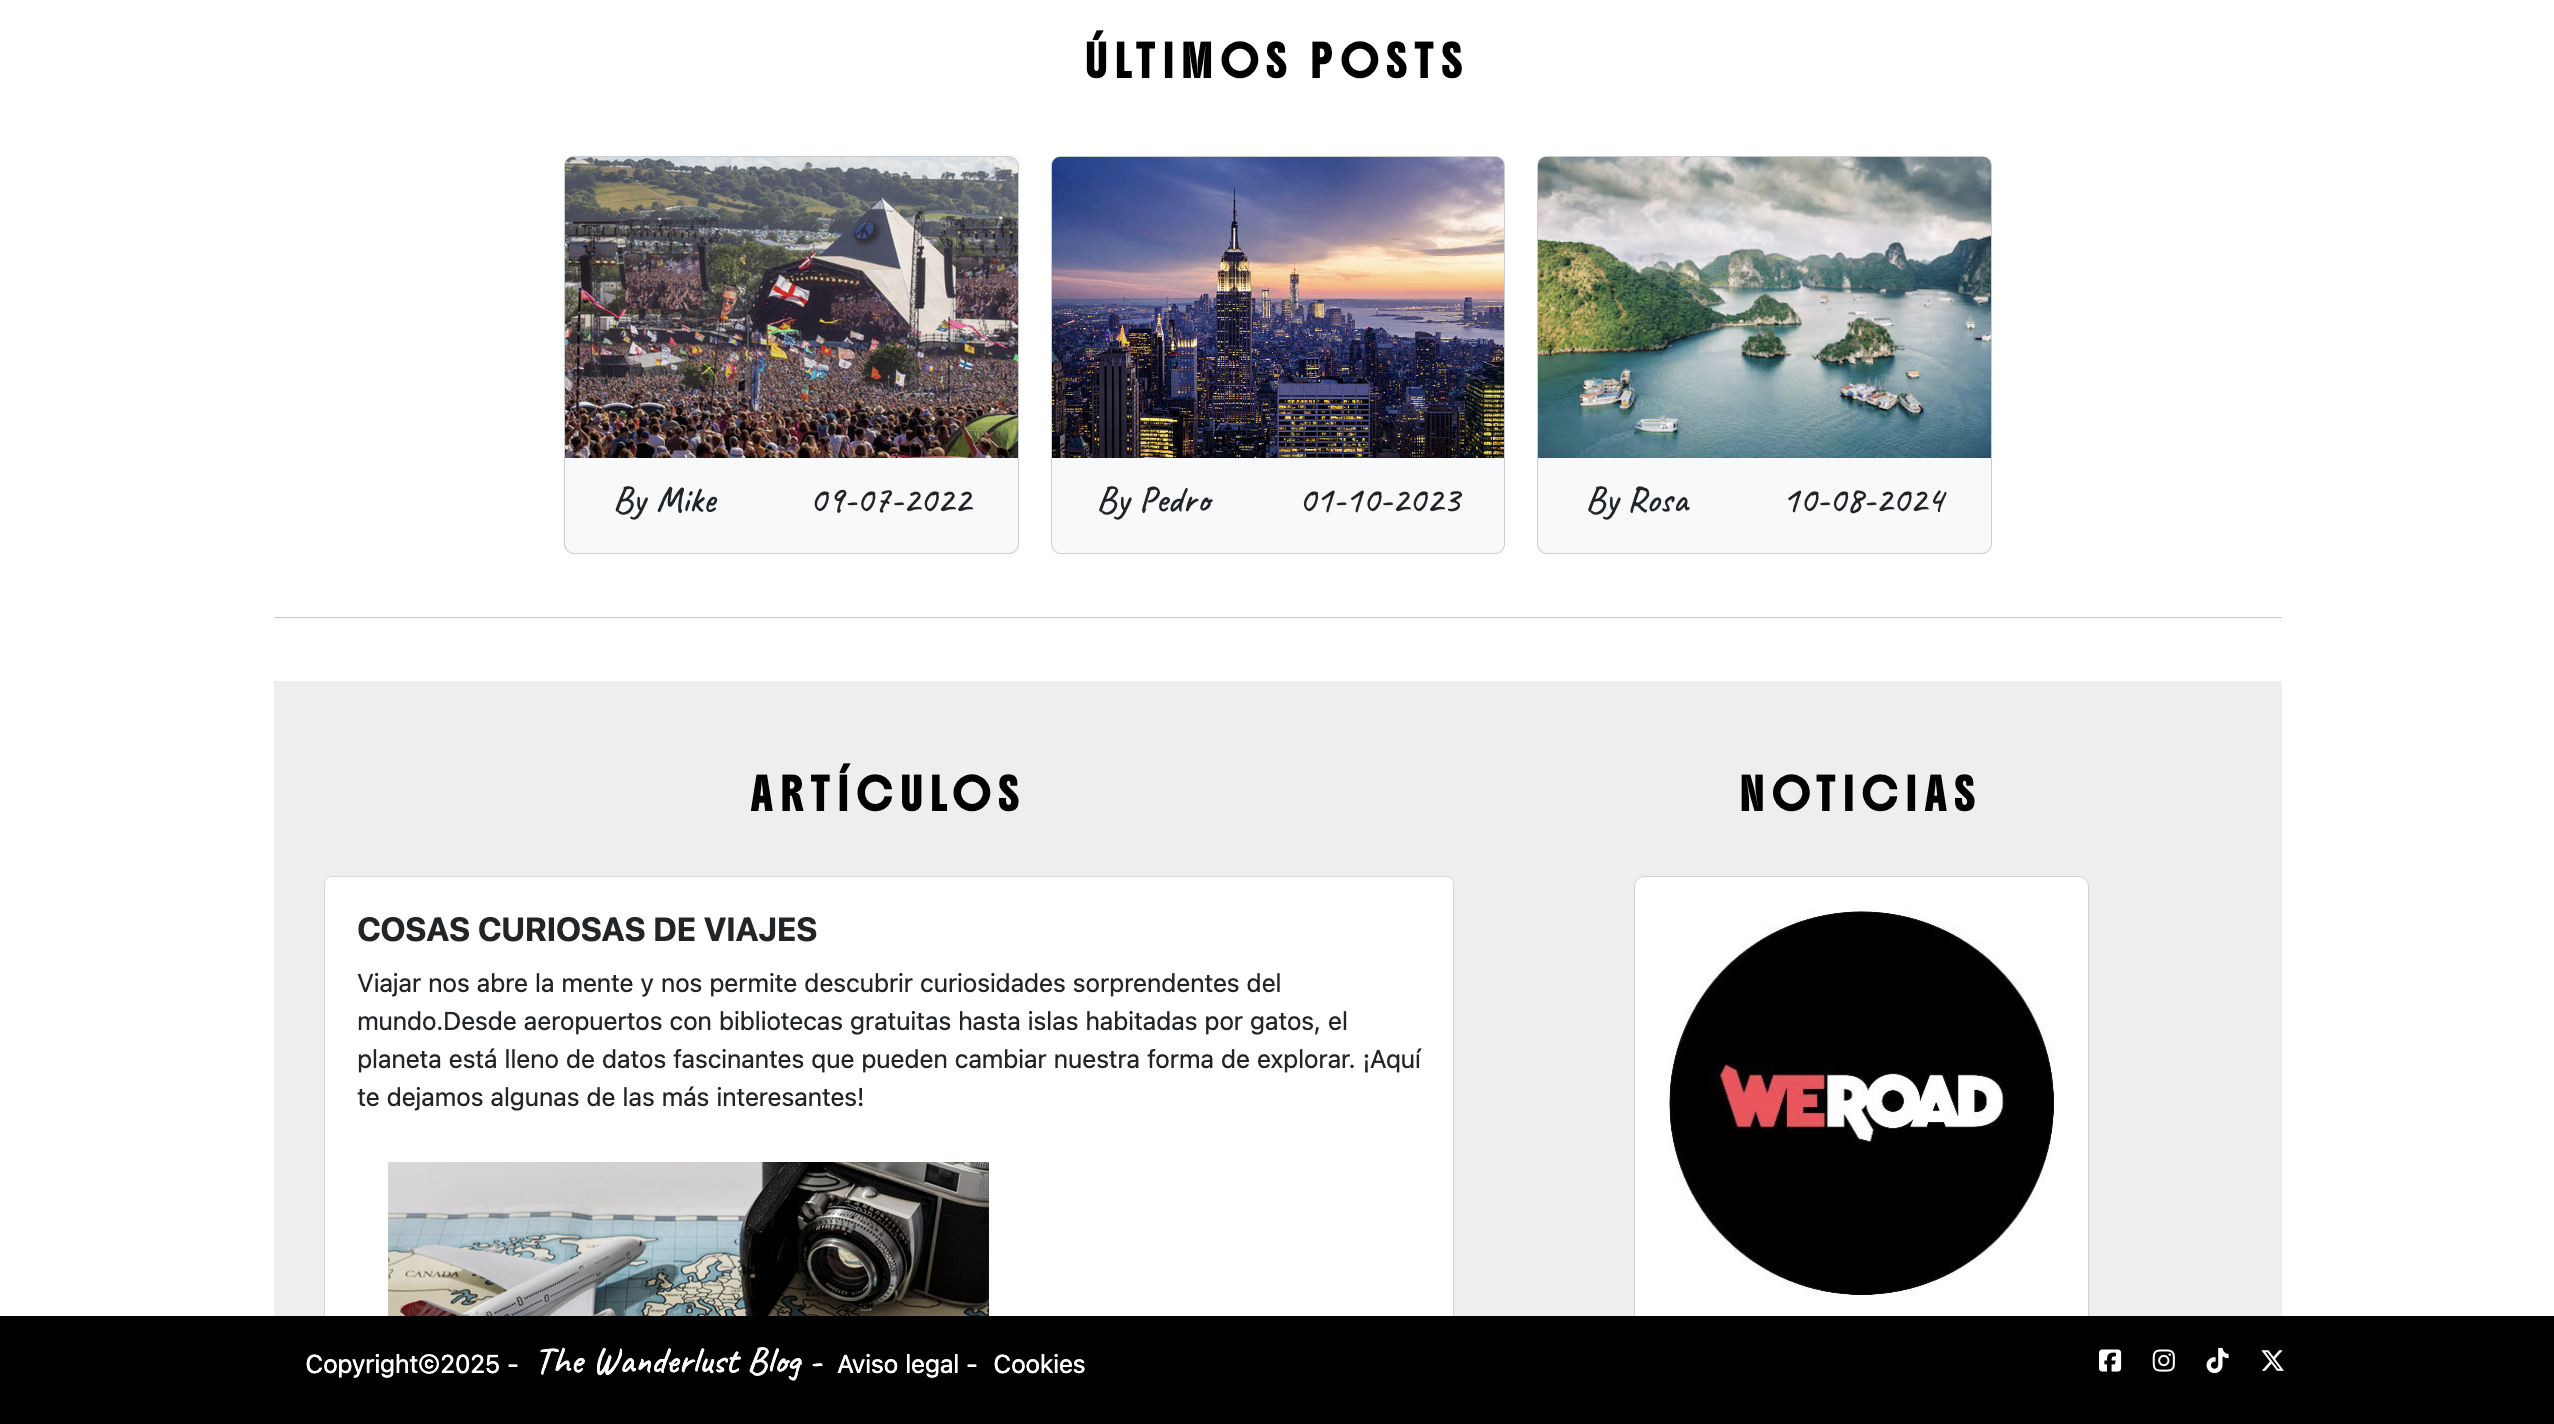 ÚLTIMOS POSTS
By Mike 09-07-2022
By Pedro 01-10-2023
By Rosa 10-08-2024
ARTÍCULOS
NOTICIAS
COSAS CURIOSAS DE VIAJES
Viajar nos abre la mente y nos permite descubrir curiosidades sorprendentes del
mundo.Desde aeropuertos con bibliotecas gratuitas hasta islas habitadas por gatos, el
planeta está lleno de datos fascinantes que pueden cambiar nuestra forma de explorar. ¡Aquí
te dejamos algunas de las más interesantes!
WEROAD
CANADA
Copyright©2025 - The Wanderlust Blog - Aviso legal - Cookies